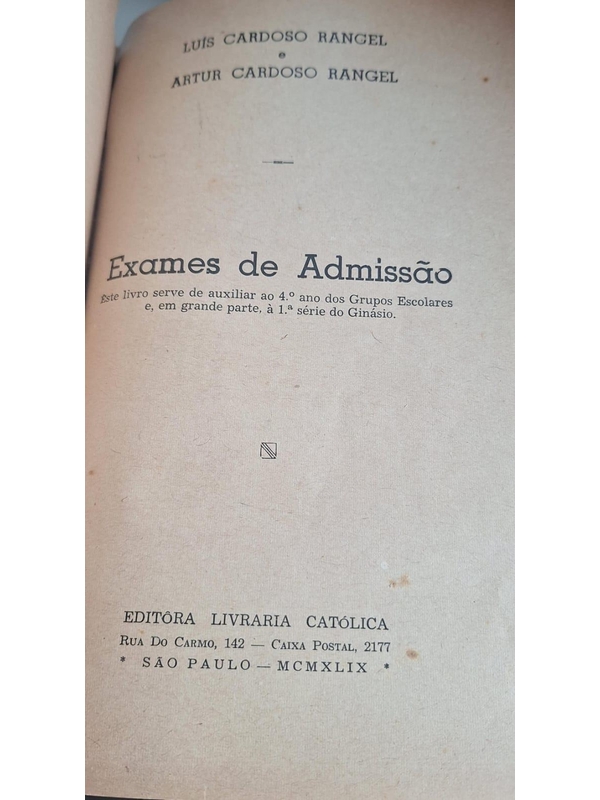 LUÍS CARDOSO RANGEL
e
ARTUR CARDOSO RANGEL
Exames de Admissão
Este livro serve de auxiliar ao 4.º ano dos Grupos Escolares
e, em grande parte, à 1.ª série do Ginásio.
EDITÔRA LIVRARIA CATÓLICA
RUA DO CARMO, 142 — CAIXA POSTAL, 2177
* SÃO PAULO — MCMXLIX *